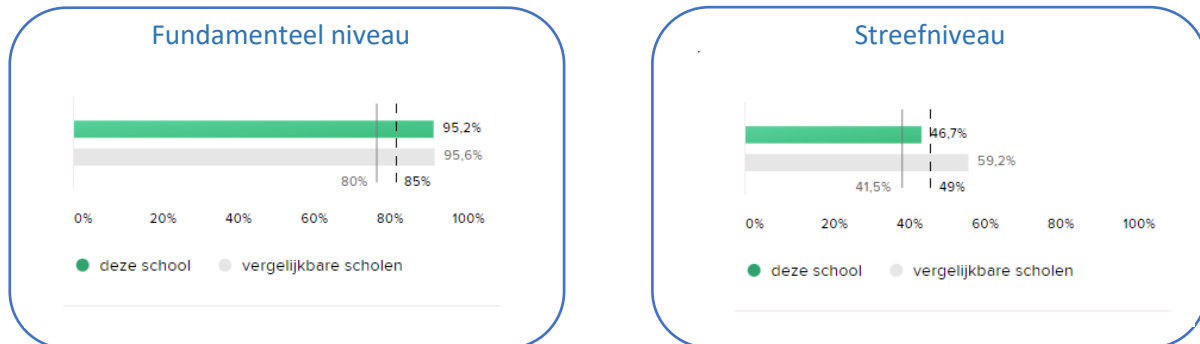 Fundamenteel niveau
95,2%
95,6%
80%
85%
0% 20% 40% 60% 80% 100%
deze school vergelijkbare scholen
Streefniveau
46,7%
59,2%
41,5%
49%
0% 20% 40% 60% 80% 100%
deze school vergelijkbare scholen